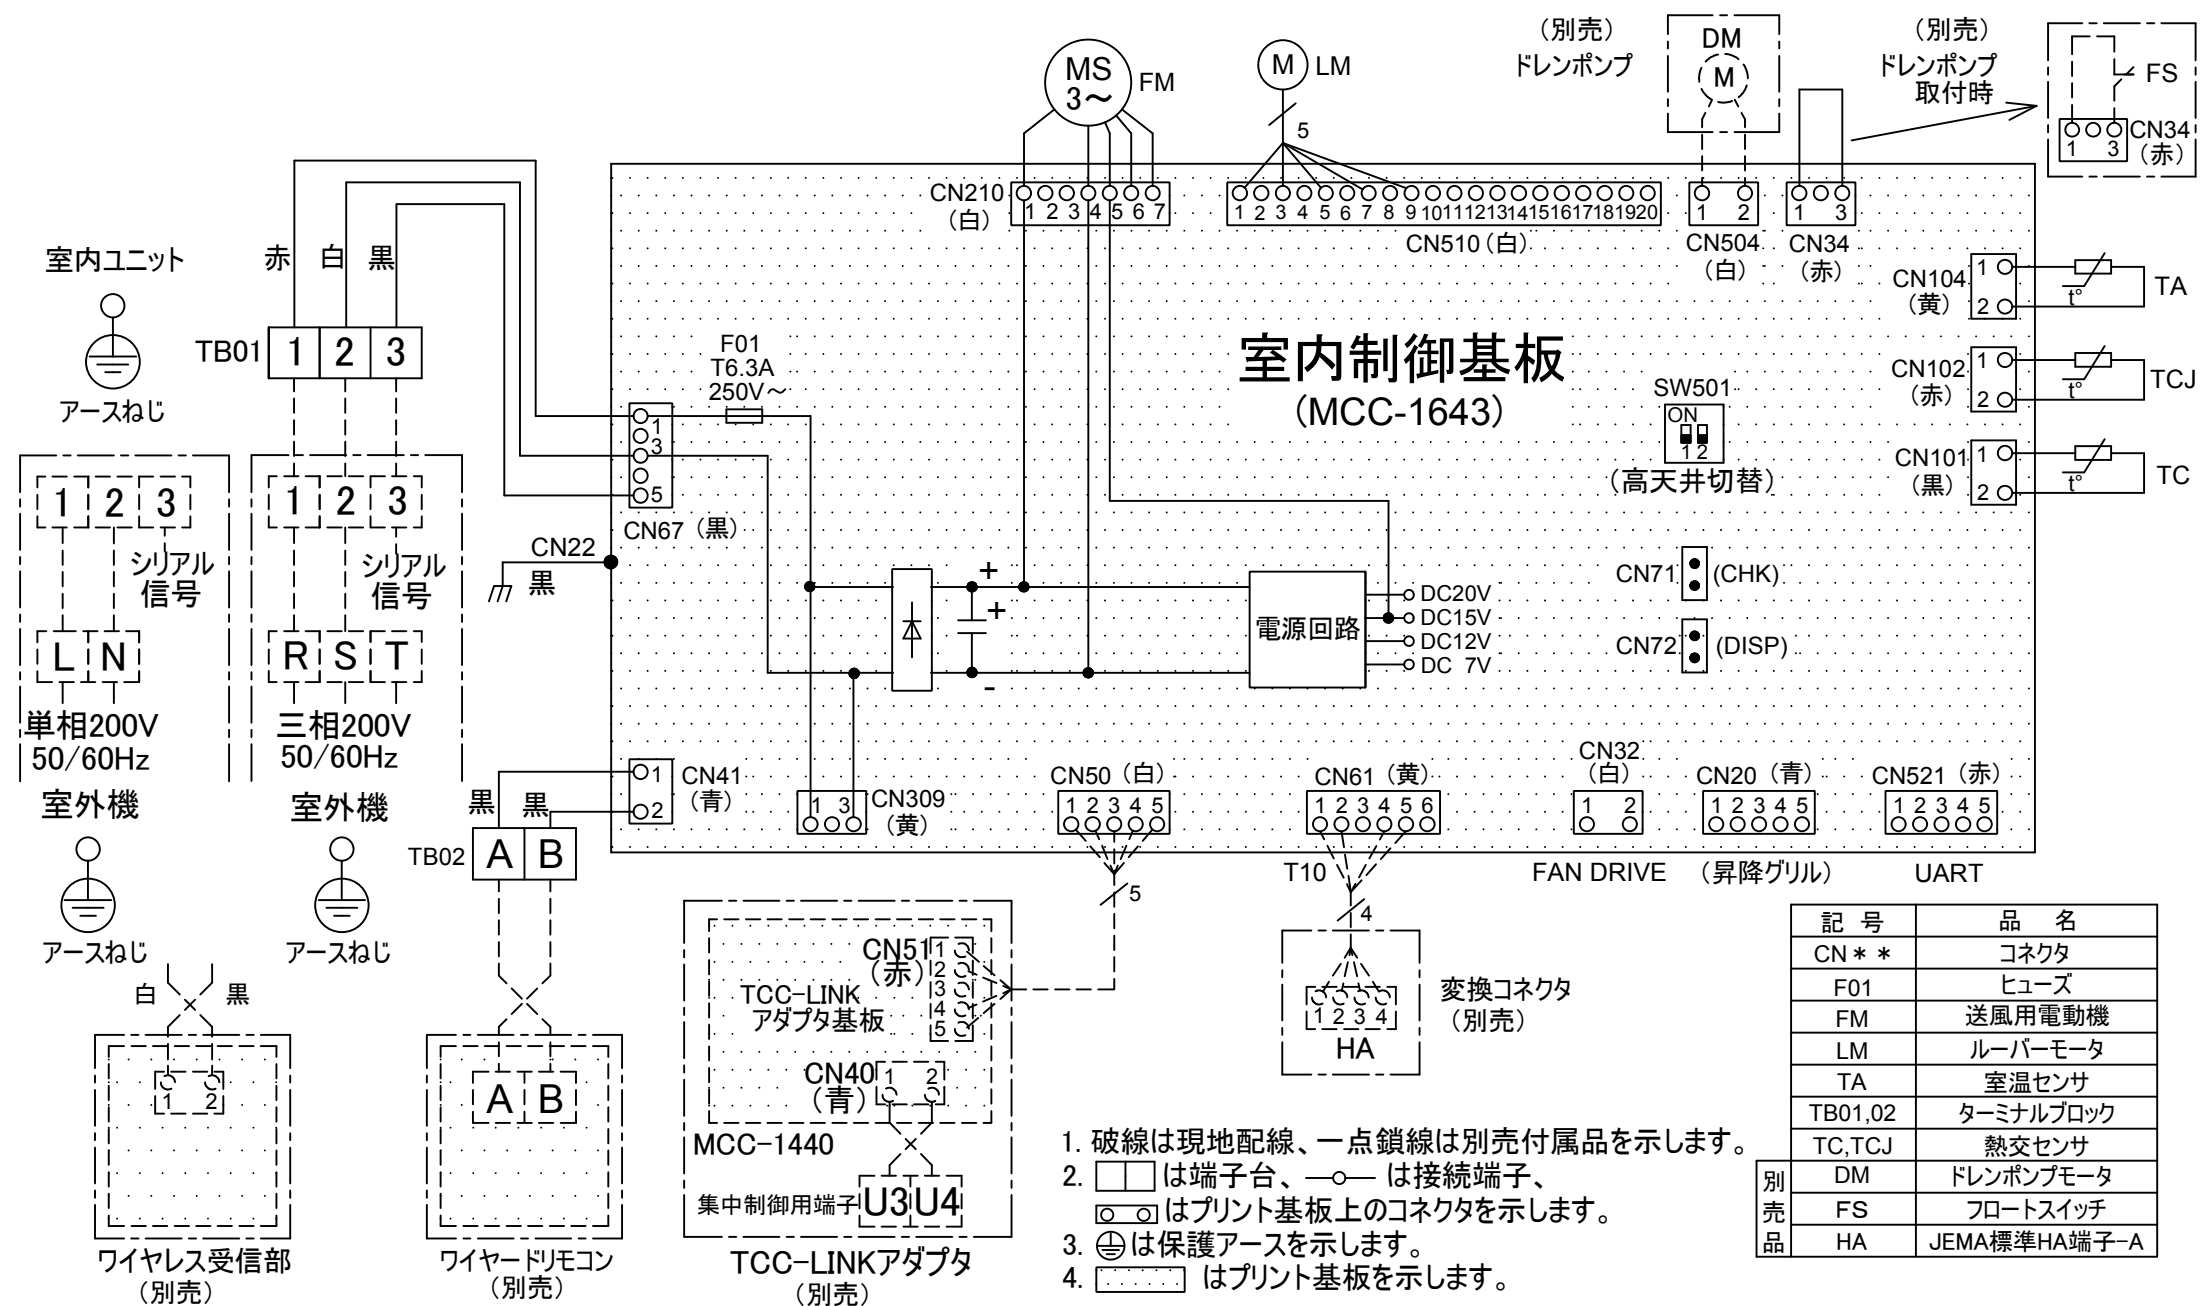 (別売)
ドレンポンプ
DM
M
(別売)
ドレンポンプ
取付時
FS
CN34
(赤)
1 3
MS
3～
FM
M
LM
5
CN210
(白)
1 2 3 4 5 6 7
1 2 3 4 5 6 7 8 9 10 11 12 13 14 15 16 17 18 19 20
CN510 (白)
1 2
CN504
(白)
1 3
CN34
(赤)
室内ユニット
アースねじ
赤 白 黒
TB01 1 2 3
F01
T6.3A
250V～
1
3
5
CN67 (黒)
CN22
黒
室内制御基板
(MCC-1643)
SW501
ON
1 2
(高天井切替)
CN104
(黄)
1
2
t°
TA
CN102
(赤)
1
2
t°
TCJ
CN101
(黒)
1
2
t°
TC
CN71 (CHK)
CN72 (DISP)
+
+
-
電源回路
DC20V
DC15V
DC12V
DC 7V
1 2 3
シリアル
信号
L N
単相200V
50/60Hz
室外機
アースねじ
1 2 3
シリアル
信号
R S T
三相200V
50/60Hz
室外機
アースねじ
1
2
CN41
(青)
黒 黒
TB02 A B
1 3
CN309
(黄)
CN50 (白)
1 2 3 4 5
5
CN61 (黄)
1 2 3 4 5 6
T10
4
CN32
(白)
1 2
FAN DRIVE
CN20 (青)
1 2 3 4 5
(昇降グリル)
CN521 (赤)
1 2 3 4 5
UART
白 黒
1 2
ワイヤレス受信部
(別売)
A B
ワイヤードリモコン
(別売)
CN51
(赤)
1
2
3
4
5
TCC-LINK
アダプタ基板
CN40
(青)
1 2
MCC-1440
集中制御用端子 U3 U4
TCC-LINKアダプタ
(別売)
1 2 3 4
HA
変換コネクタ
(別売)
1. 破線は現地配線、一点鎖線は別売付属品を示します。
2. は端子台、 は接続端子、
はプリント基板上のコネクタを示します。
3. は保護アースを示します。
4. はプリント基板を示します。
記 号 品 名
CN＊＊ コネクタ
F01 ヒューズ
FM 送風用電動機
LM ルーバーモータ
TA 室温センサ
TB01,02 ターミナルブロック
TC,TCJ 熱交センサ
別売品
DM ドレンポンプモータ
FS フロートスイッチ
HA JEMA標準HA端子-A